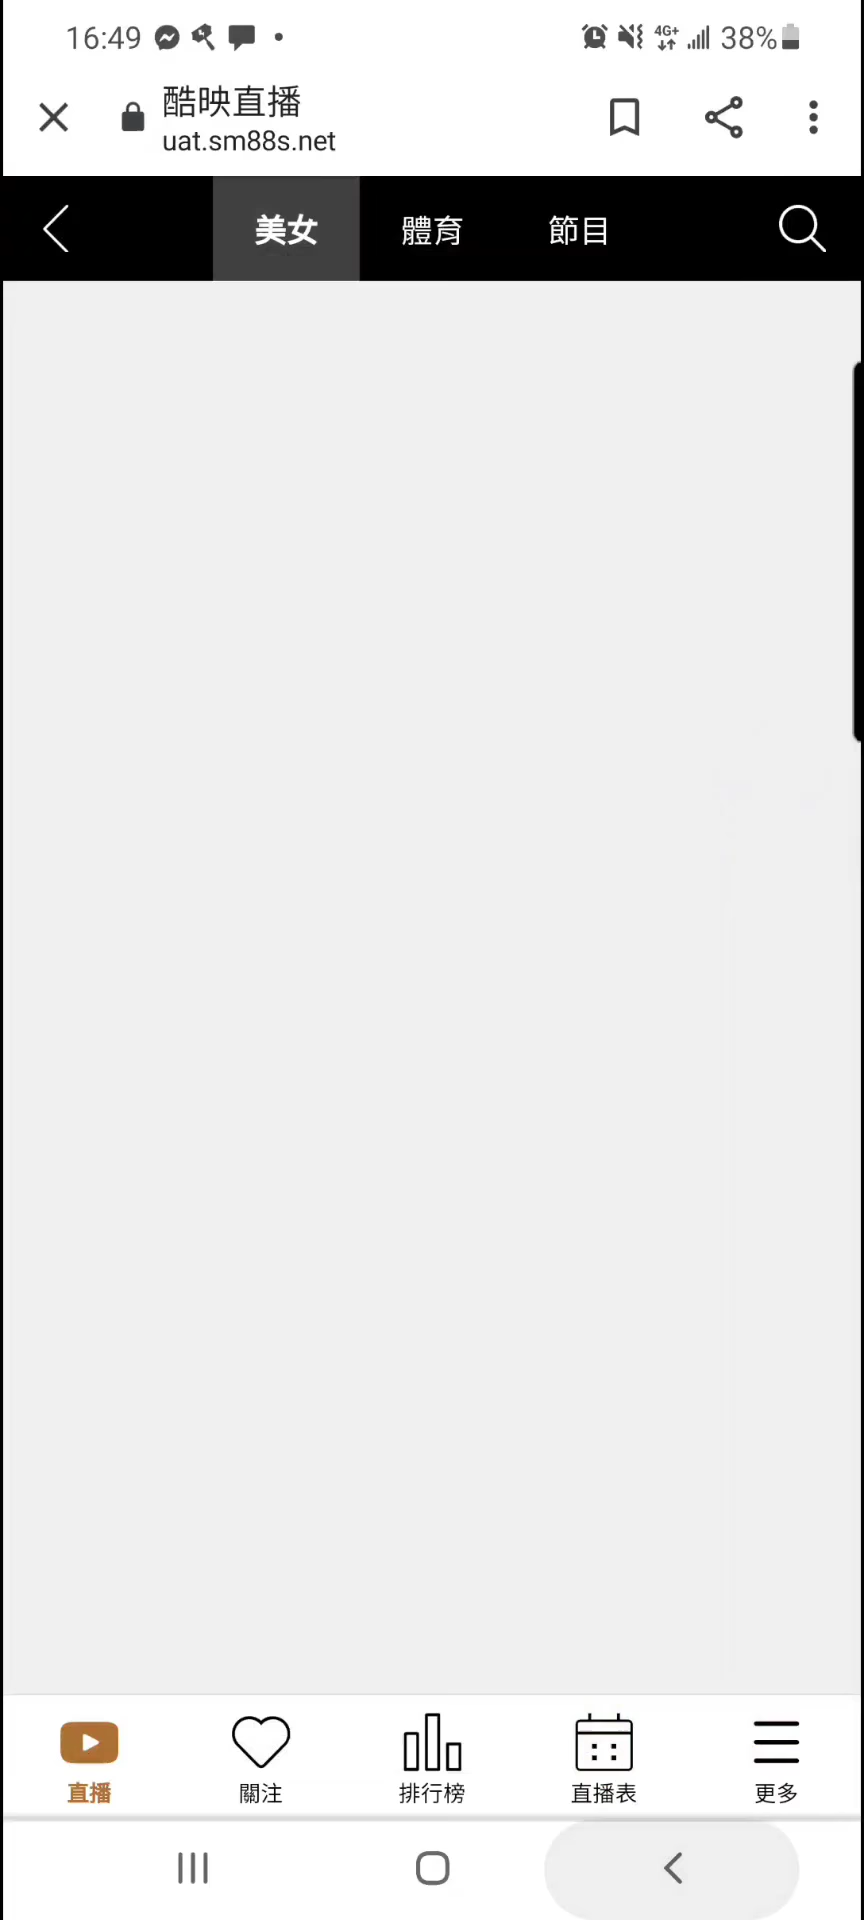 16:49 4G+ 38%
酷映直播
uat.sm88s.net
美女 體育 節目
直播 關注 排行榜 直播表 更多